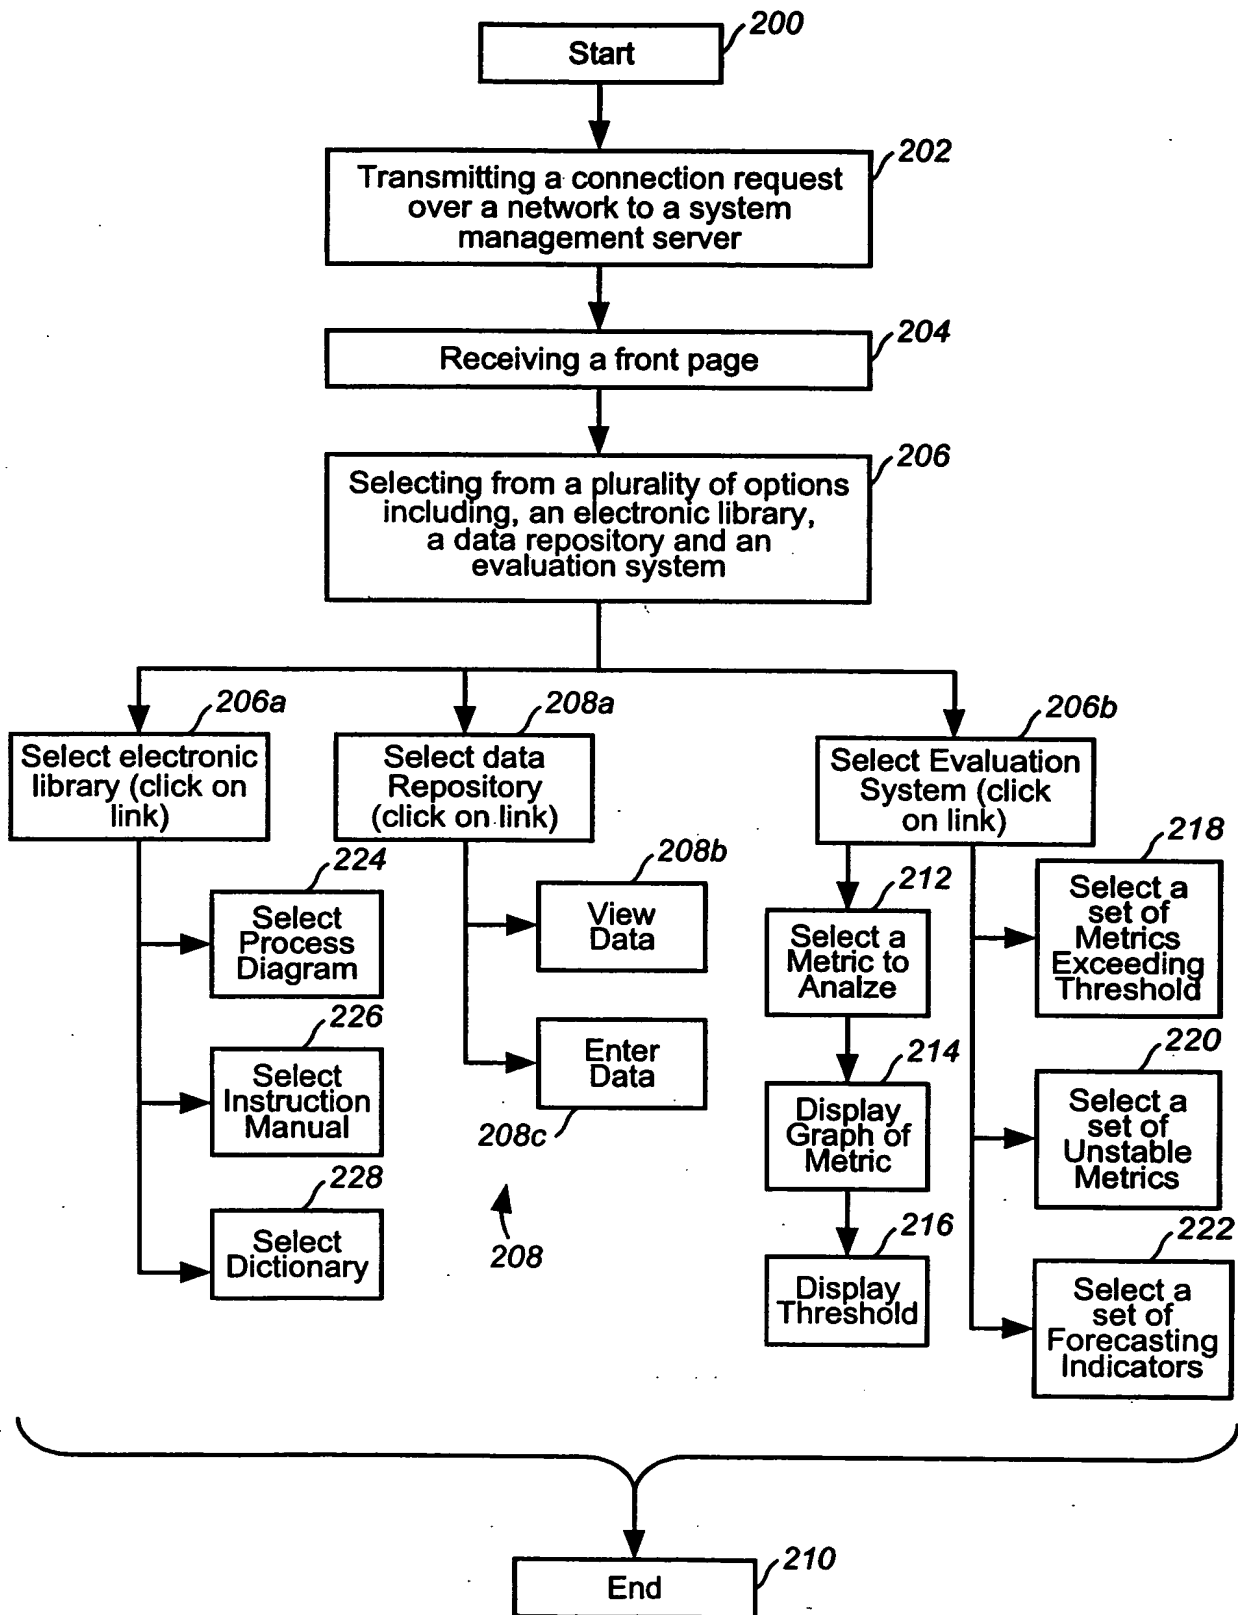 200
Start
202
Transmitting a connection request
over a network to a system
management server
204
Receiving a front page
206
Selecting from a plurality of options
including, an electronic library,
a data repository and an
evaluation system
206a
Select electronic
library (click on
link)
208a
Select data
Repository
(click on link)
206b
Select Evaluation
System (click
on link)
224
Select
Process
Diagram
226
Select
Instruction
Manual
228
Select
Dictionary
208b
View
Data
Enter
Data
208c
208
212
Select a
Metric to
Analze
214
Display
Graph of
Metric
216
Display
Threshold
218
Select a
set of
Metrics
Exceeding
Threshold
220
Select a
set of
Unstable
Metrics
222
Select a
set of
Forecasting
Indicators
210
End